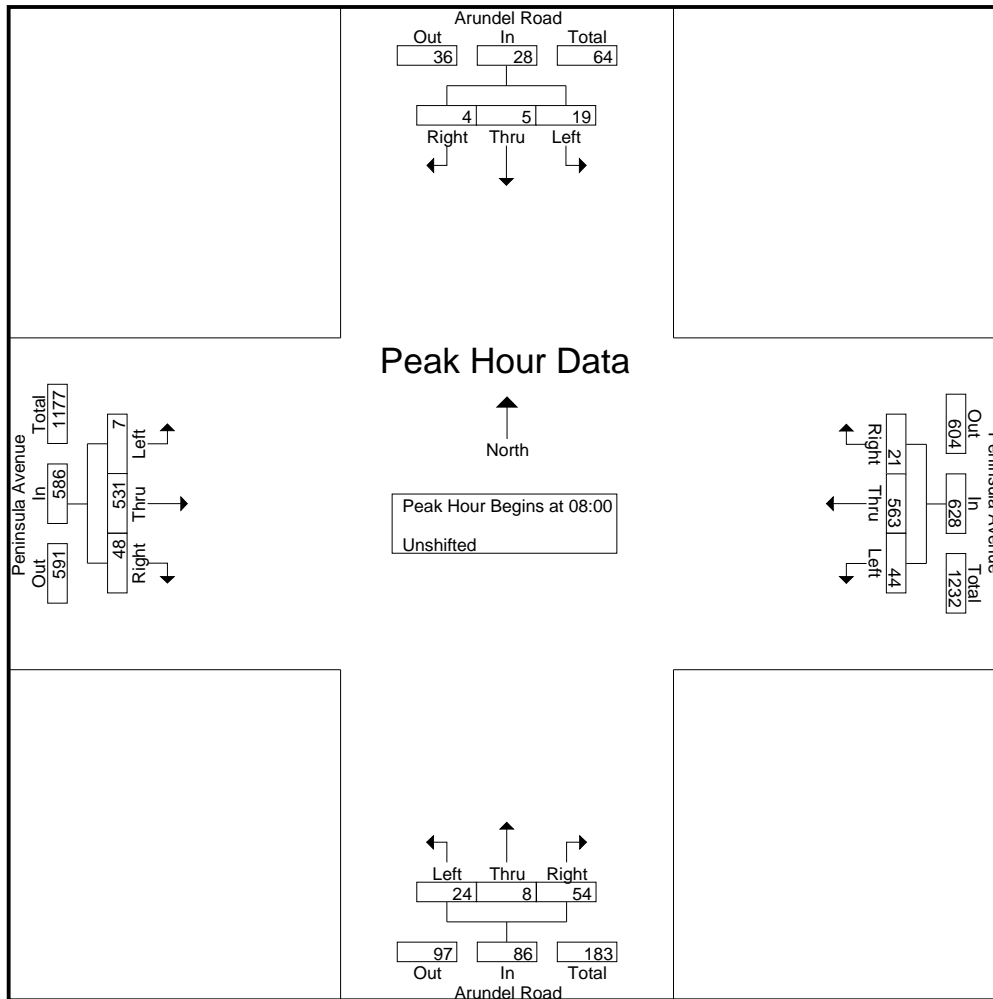 Arundel Road
Out In Total
36 28 64
4 5 19
Right Thru Left
Peak Hour Data
North
Peak Hour Begins at 08:00
Unshifted
Peninsula Avenue
Total In Out
1177 586 591
7 531 48
Left Thru Right
Peninsula Avenue
Out In Total
604 628 1232
21 563 44
Right Thru Left
Left Thru Right
24 8 54
97 86 183
Out In Total
Arundel Road